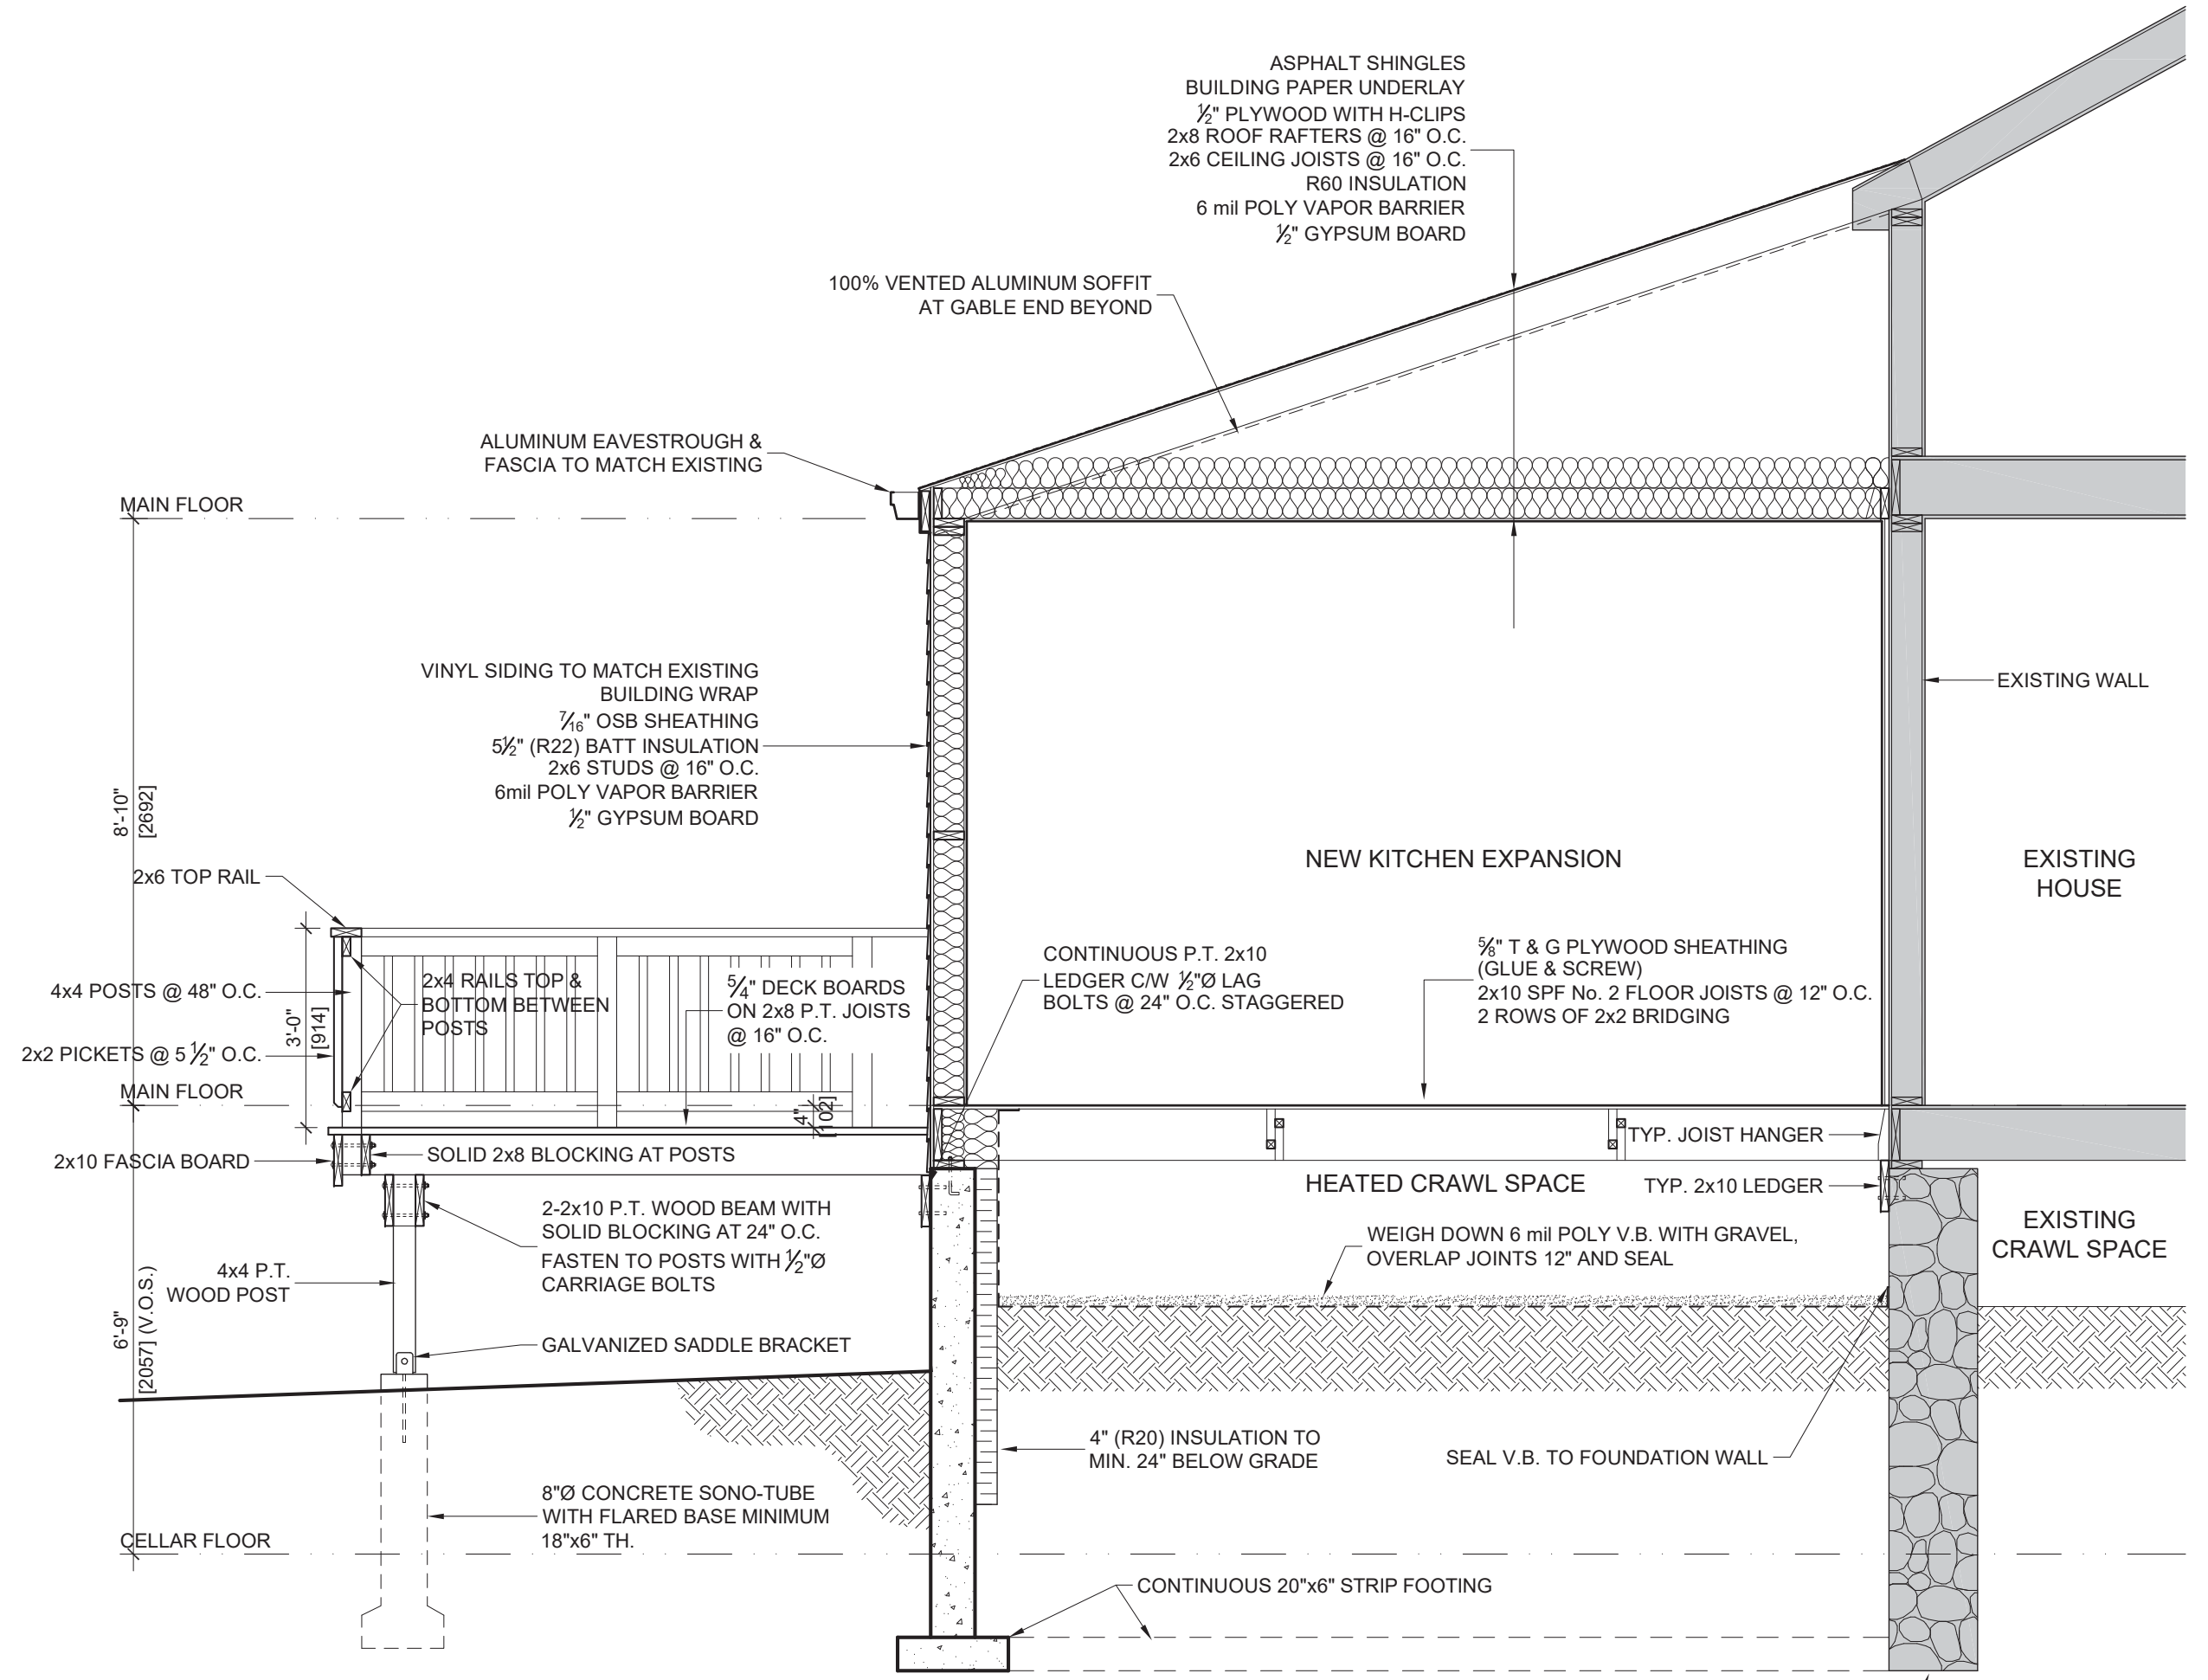 ASPHALT SHINGLES
BUILDING PAPER UNDERLAY
½" PLYWOOD WITH H-CLIPS
2x8 ROOF RAFTERS @ 16" O.C.
2x6 CEILING JOISTS @ 16" O.C.
R60 INSULATION
6 mil POLY VAPOR BARRIER
½" GYPSUM BOARD
100% VENTED ALUMINUM SOFFIT
AT GABLE END BEYOND
ALUMINUM EAVESTROUGH &
FASCIA TO MATCH EXISTING
MAIN FLOOR
VINYL SIDING TO MATCH EXISTING
BUILDING WRAP
7⁄16" OSB SHEATHING
5½" (R22) BATT INSULATION
2x6 STUDS @ 16" O.C.
6mil POLY VAPOR BARRIER
½" GYPSUM BOARD
EXISTING WALL
8'-10"
[2692]
NEW KITCHEN EXPANSION
EXISTING
HOUSE
2x6 TOP RAIL
4x4 POSTS @ 48" O.C.
2x2 PICKETS @ 5 ½" O.C.
3'-0"
[914]
2x4 RAILS TOP &
BOTTOM BETWEEN
POSTS
5⁄4" DECK BOARDS
ON 2x8 P.T. JOISTS
@ 16" O.C.
CONTINUOUS P.T. 2x10
LEDGER C/W ½"Ø LAG
BOLTS @ 24" O.C. STAGGERED
⅝" T & G PLYWOOD SHEATHING
(GLUE & SCREW)
2x10 SPF No. 2 FLOOR JOISTS @ 12" O.C.
2 ROWS OF 2x2 BRIDGING
MAIN FLOOR
4"
[102]
2x10 FASCIA BOARD
SOLID 2x8 BLOCKING AT POSTS
TYP. JOIST HANGER
HEATED CRAWL SPACE
TYP. 2x10 LEDGER
2-2x10 P.T. WOOD BEAM WITH
SOLID BLOCKING AT 24" O.C.
FASTEN TO POSTS WITH ½"Ø
CARRIAGE BOLTS
WEIGH DOWN 6 mil POLY V.B. WITH GRAVEL,
OVERLAP JOINTS 12" AND SEAL
EXISTING
CRAWL SPACE
4x4 P.T.
WOOD POST
6'-9"
[2057] (V.O.S.)
GALVANIZED SADDLE BRACKET
4" (R20) INSULATION TO
MIN. 24" BELOW GRADE
SEAL V.B. TO FOUNDATION WALL
8"Ø CONCRETE SONO-TUBE
WITH FLARED BASE MINIMUM
18"x6" TH.
CELLAR FLOOR
CONTINUOUS 20"x6" STRIP FOOTING